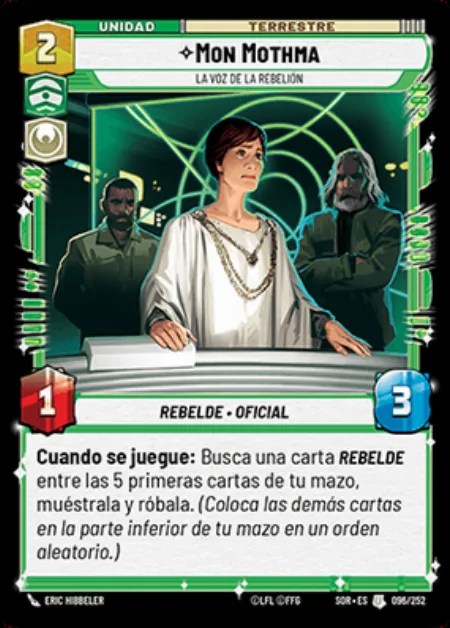 UNIDAD
TERRESTRE
2
MON MOTHMA
LA VOZ DE LA REBELIÓN
1
REBELDE • OFICIAL
3
Cuando se juegue: Busca una carta REBELDE
entre las 5 primeras cartas de tu mazo,
muéstrala y róbala. (Coloca las demás cartas
en la parte inferior de tu mazo en un orden
aleatorio.)
ERIC HIBBELER
©LFL ©FFG
SOR • ES
096/252